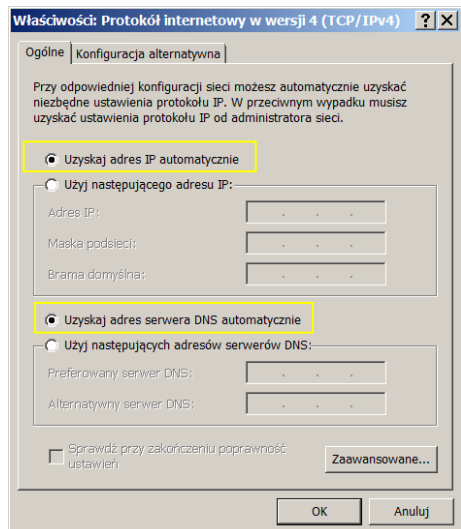 Właściwości: Protokół internetowy w wersji 4 (TCP/IPv4)
Ogólne Konfiguracja alternatywna
Przy odpowiedniej konfiguracji sieci możesz automatycznie uzyskać
niezbędne ustawienia protokołu IP. W przeciwnym wypadku musisz
uzyskać ustawienia protokołu IP od administratora sieci.
Uzyskaj adres IP automatycznie
Użyj następującego adresu IP:
Adres IP:
Maska podsieci:
Brama domyślna:
Uzyskaj adres serwera DNS automatycznie
Użyj następujących adresów serwerów DNS:
Preferowany serwer DNS:
Alternatywny serwer DNS:
Sprawdź przy zakończeniu poprawność
ustawień
Zaawansowane...
OK Anuluj